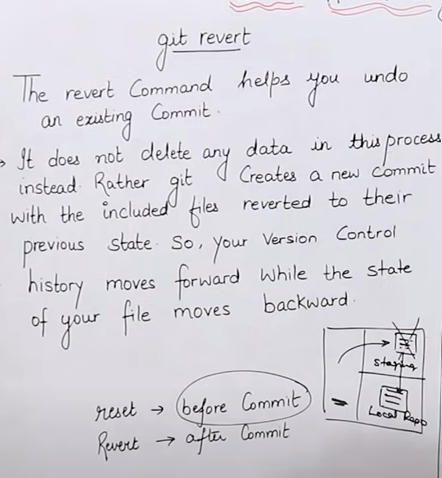 git revert
The revert Command helps you undo
an existing Commit.
It does not delete any data in this process
instead. Rather git Creates a new Commit
with the included files reverted to their
previous state. So, your Version Control
history moves forward while the state
of your file moves backward.
Staging
Local Repo
reset → before Commit
Revert → after Commit